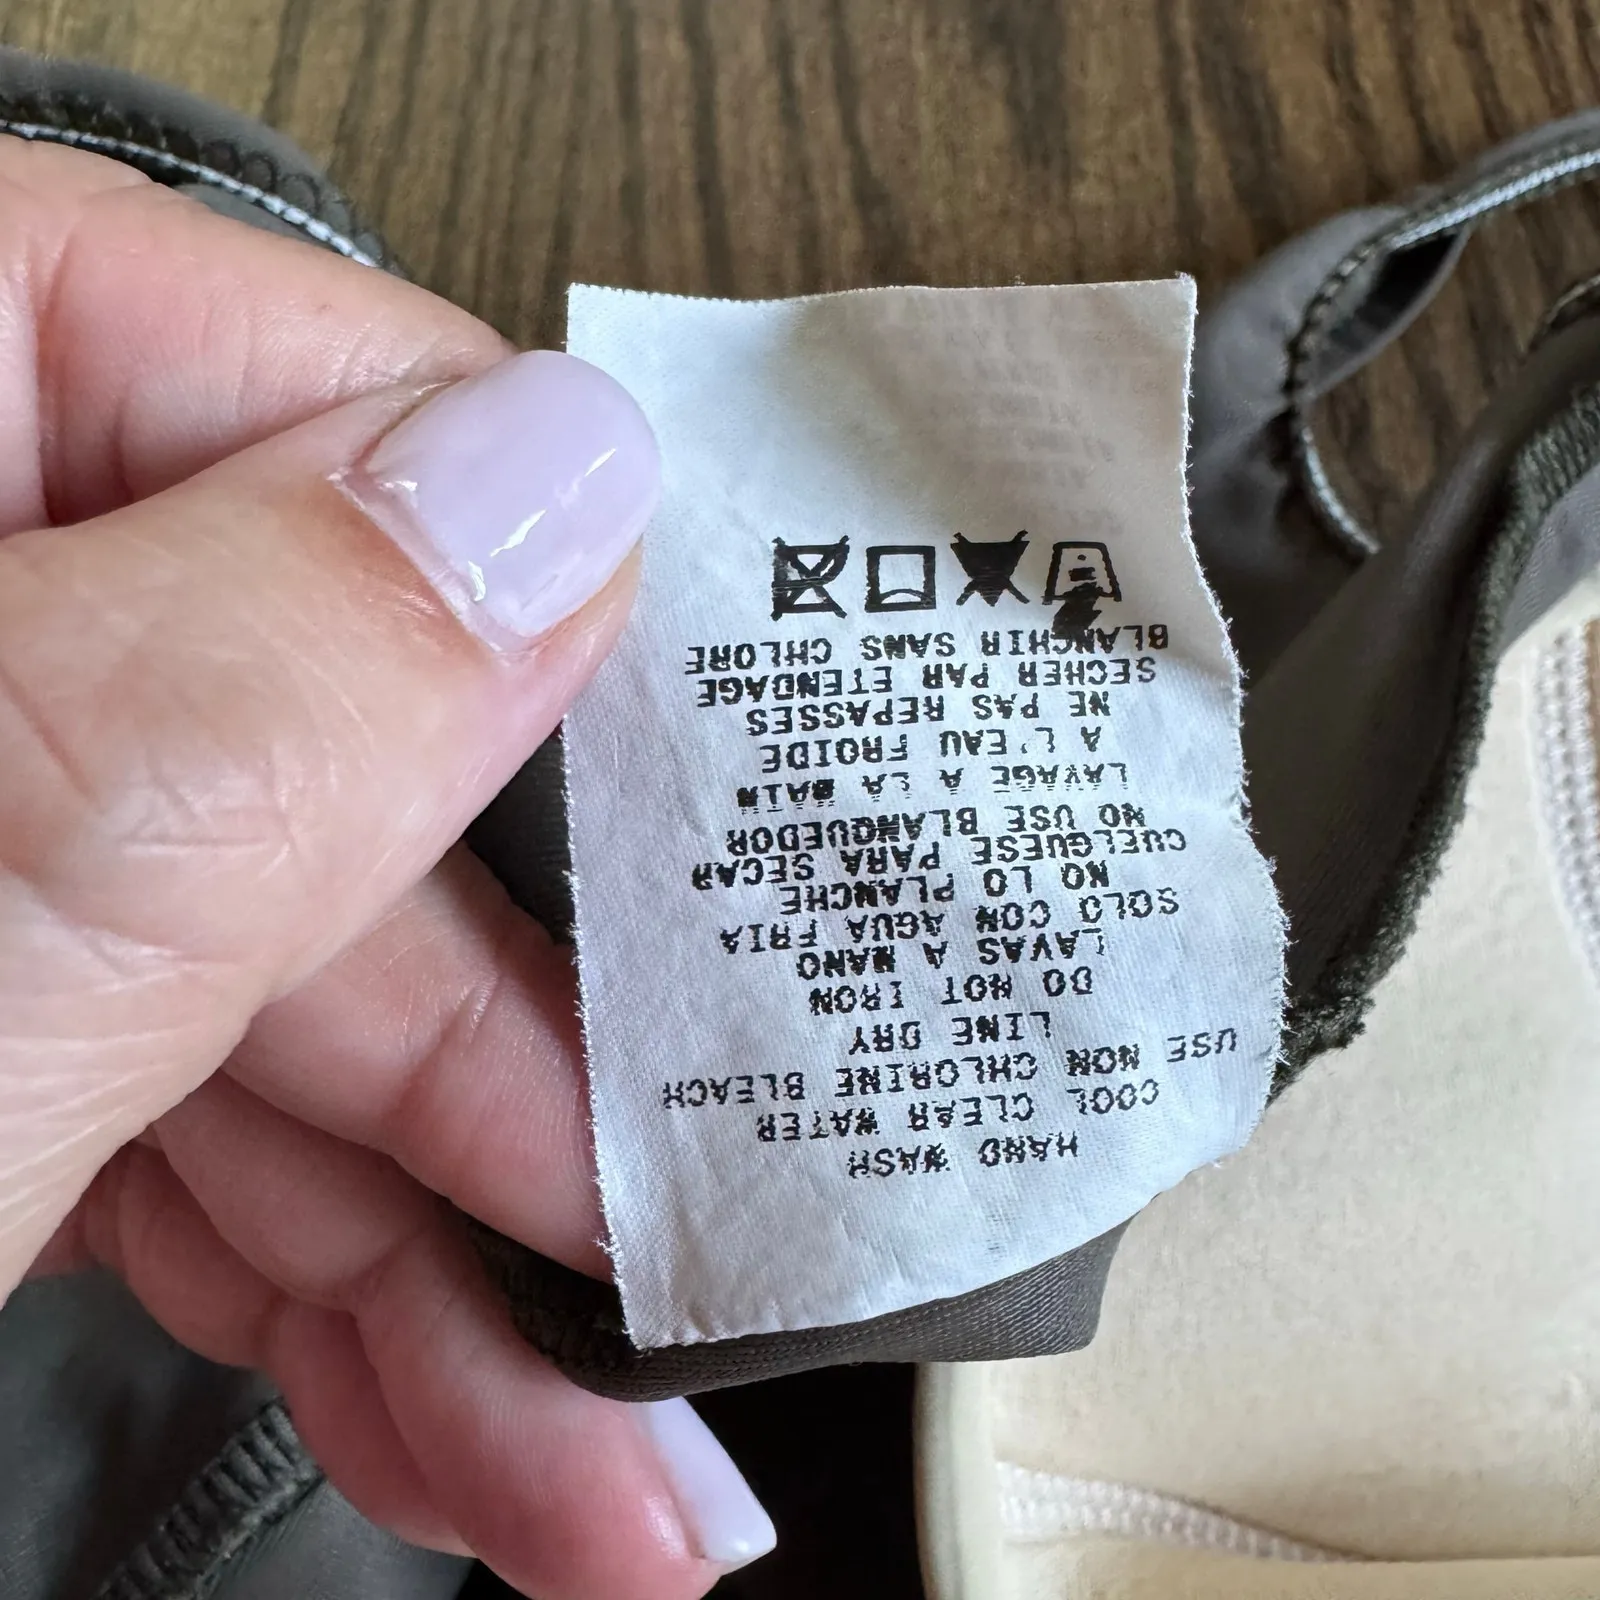 HAND WASH
COOL CLEAR WATER
USE NON CHLORINE BLEACH
LINE DRY
DO NOT IRON
LAVAS A MANO
SOLO CON AGUA FRIA
NO LO PLANCHE
CUELGUESE PARA SECAR
NO USE BLANQUEDOR
LAVAGE A LA MAIN
A L'EAU FROIDE
NE PAS REPASSES
SECHER PAR ETENDAGE
BLANCHIR SANS CHLORE